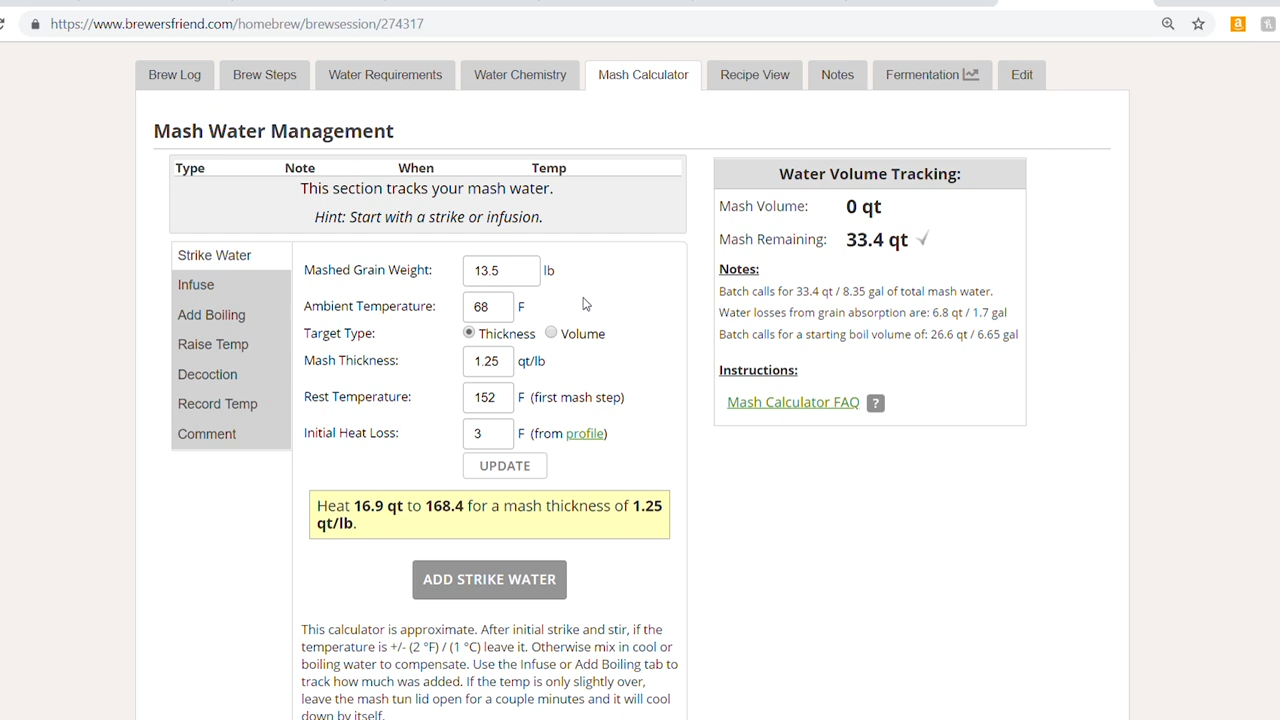 https://www.brewersfriend.com/homebrew/brewsession/274317
Brew Log
Brew Steps
Water Requirements
Water Chemistry
Mash Calculator
Recipe View
Notes
Fermentation
Edit
Mash Water Management
Type Note When Temp
This section tracks your mash water.
Hint: Start with a strike or infusion.
Strike Water
Infuse
Add Boiling
Raise Temp
Decoction
Record Temp
Comment
Mashed Grain Weight: 13.5 lb
Ambient Temperature: 68 F
Target Type: Thickness Volume
Mash Thickness: 1.25 qt/lb
Rest Temperature: 152 F (first mash step)
Initial Heat Loss: 3 F (from profile)
UPDATE
Heat 16.9 qt to 168.4 for a mash thickness of 1.25
qt/lb.
ADD STRIKE WATER
This calculator is approximate. After initial strike and stir, if the
temperature is +/- (2 °F) / (1 °C) leave it. Otherwise mix in cool or
boiling water to compensate. Use the Infuse or Add Boiling tab to
track how much was added. If the temp is only slightly over,
leave the mash tun lid open for a couple minutes and it will cool
down by itself.
Water Volume Tracking:
Mash Volume: 0 qt
Mash Remaining: 33.4 qt
Notes:
Batch calls for 33.4 qt / 8.35 gal of total mash water.
Water losses from grain absorption are: 6.8 qt / 1.7 gal
Batch calls for a starting boil volume of: 26.6 qt / 6.65 gal
Instructions:
Mash Calculator FAQ ?